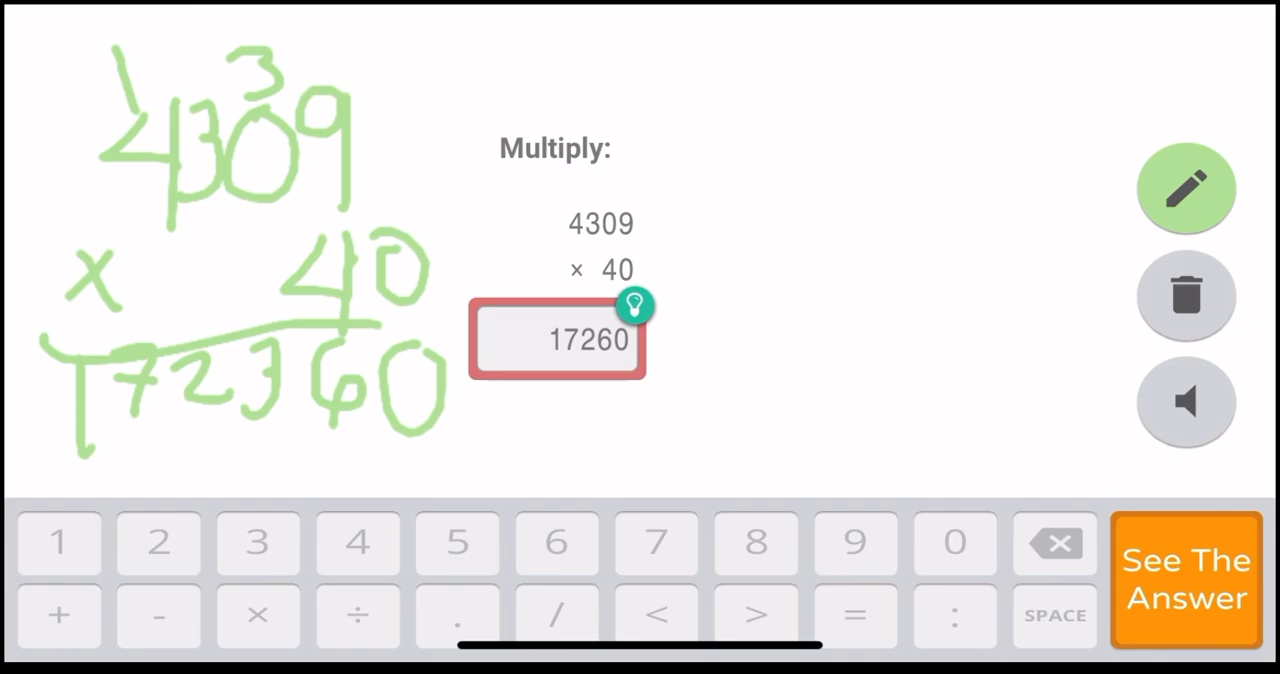 1 3
4309
x 40
172360
Multiply:
4309
× 40
17260
1 2 3 4 5 6 7 8 9 0
+ - × ÷ . / < > = : SPACE
See The
Answer